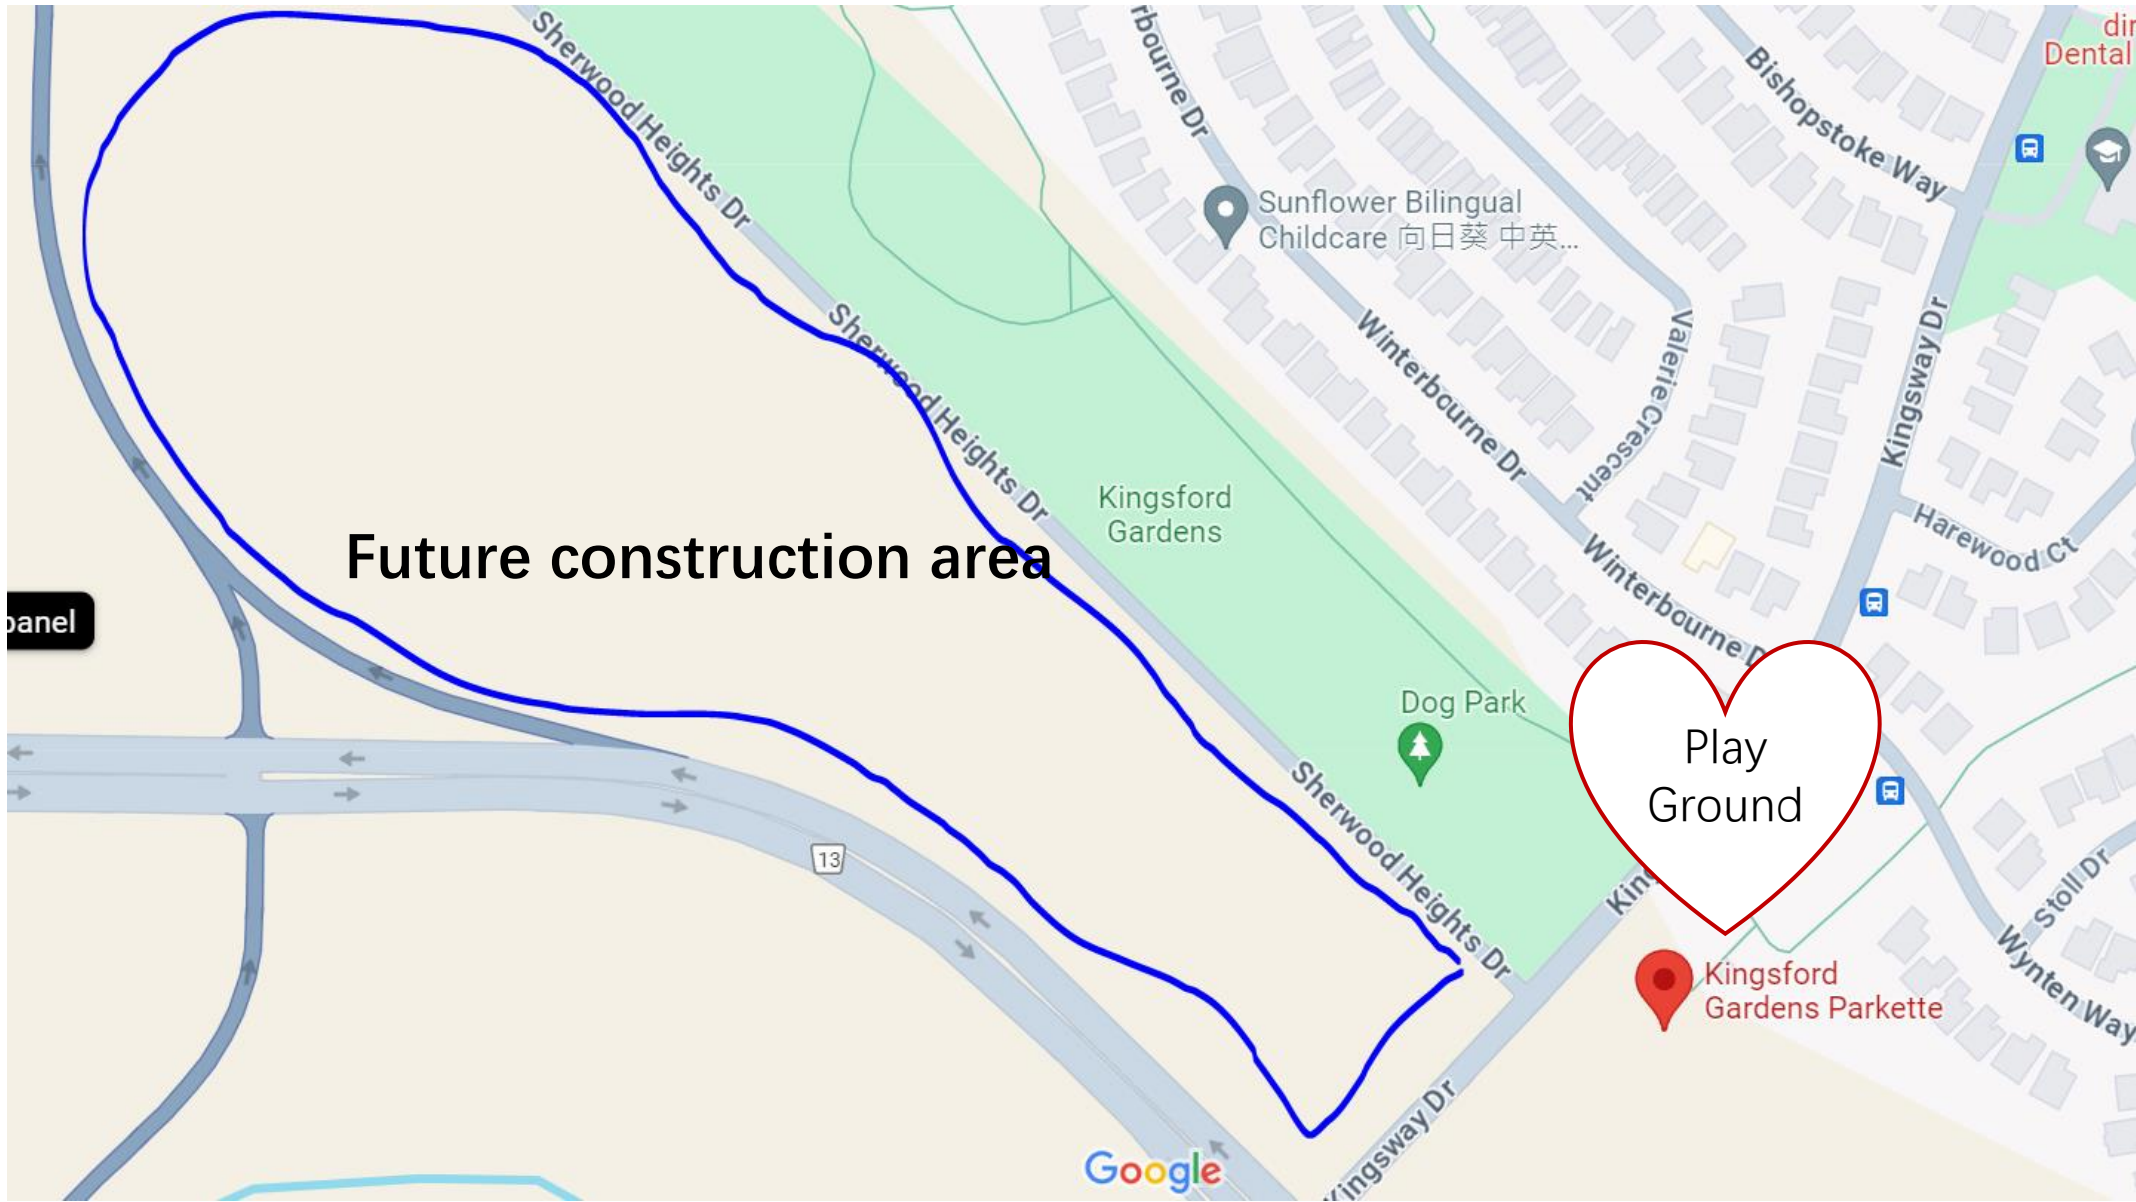 Sherwood Heights Dr
rbourne Dr
Bishopstoke Way
Dental
Sunflower Bilingual
Childcare 向日葵 中英...
Sherwood Heights Dr
Winterbourne Dr
Valerie Crescent
Kingsway Dr
Kingsford
Gardens
Harewood Ct
Future construction area
Winterbourne D
panel
Dog Park
Play
Ground
Sherwood Heights Dr
13
King
Stoll Dr
Wynten Way
Kingsford
Gardens Parkette
Kingsway Dr
Google